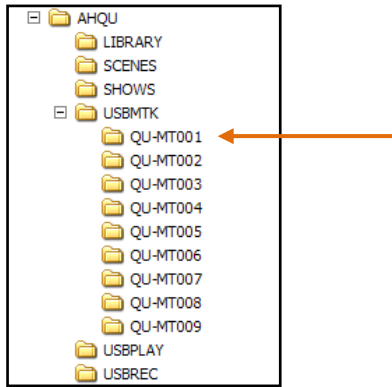 AHQU
LIBRARY
SCENES
SHOWS
USBMTK
QU-MT001
QU-MT002
QU-MT003
QU-MT004
QU-MT005
QU-MT006
QU-MT007
QU-MT008
QU-MT009
USBPLAY
USBREC